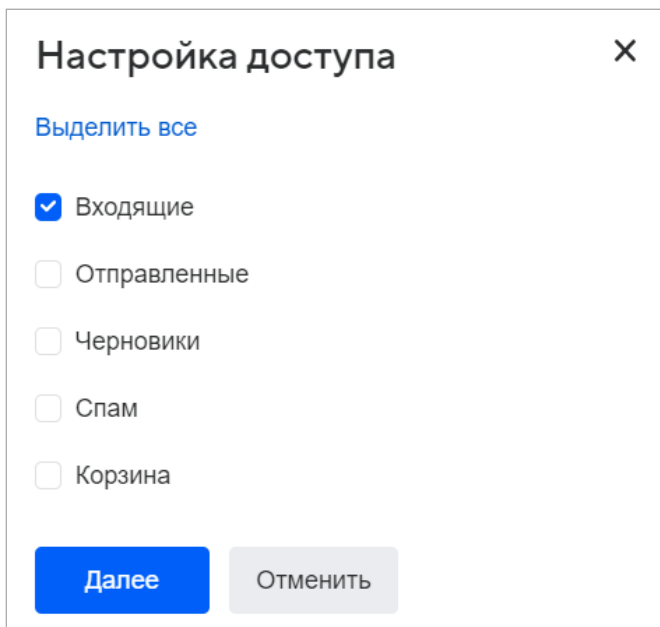 Настройка доступа
Выделить все
Входящие
Отправленные
Черновики
Спам
Корзина
Далее
Отменить